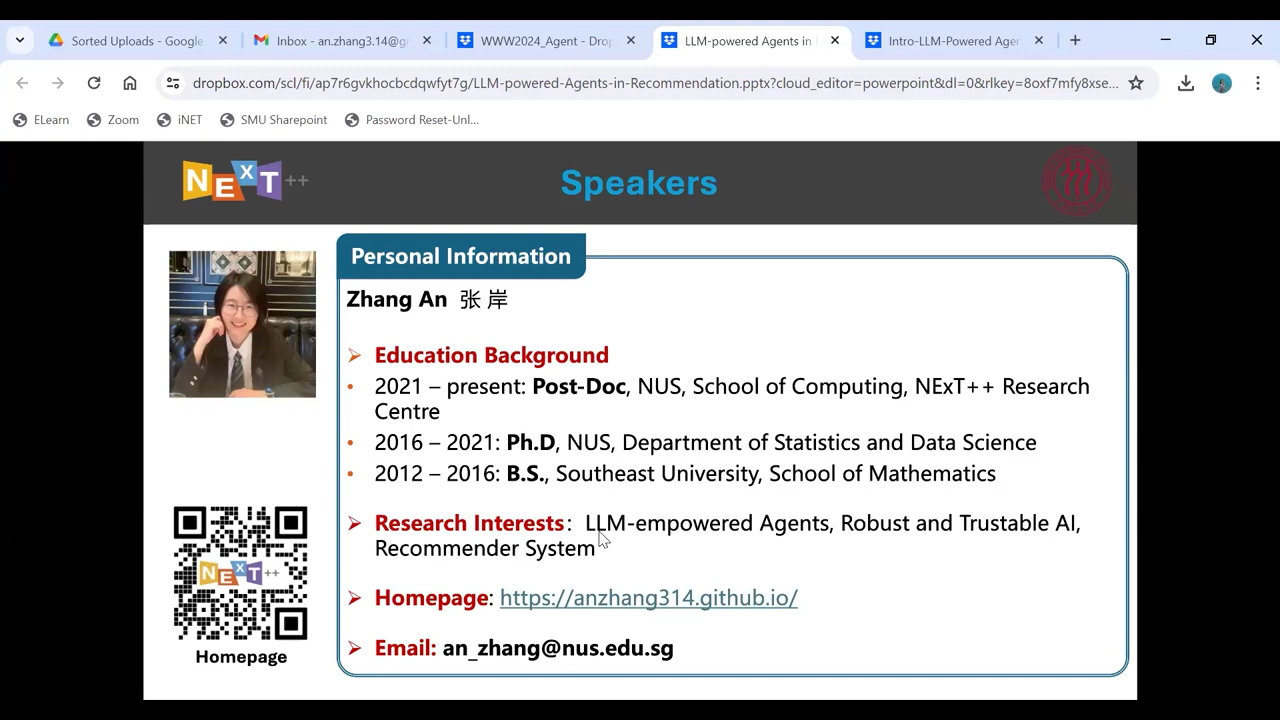 Sorted Uploads - Google
Inbox - an.zhang3.14@g
WWW2024_Agent - Drop
LLM-powered Agents in
Intro-LLM-Powered Agen
dropbox.com/scl/fi/ap7r6gvkhocbcdqwfyt7g/LLM-powered-Agents-in-Recommendation.pptx?cloud_editor=powerpoint&dl=0&rlkey=8oxf7mfy8xse...
ELearn
Zoom
iNET
SMU Sharepoint
Password Reset-Unl...
NExT++
Speakers
Personal Information
Zhang An 张 岸
➢ Education Background
• 2021 – present: Post-Doc, NUS, School of Computing, NExT++ Research
Centre
• 2016 – 2021: Ph.D, NUS, Department of Statistics and Data Science
• 2012 – 2016: B.S., Southeast University, School of Mathematics
➢ Research Interests： LLM-empowered Agents, Robust and Trustable AI,
Recommender System
➢ Homepage: https://anzhang314.github.io/
➢ Email: an_zhang@nus.edu.sg
NExT++
Homepage